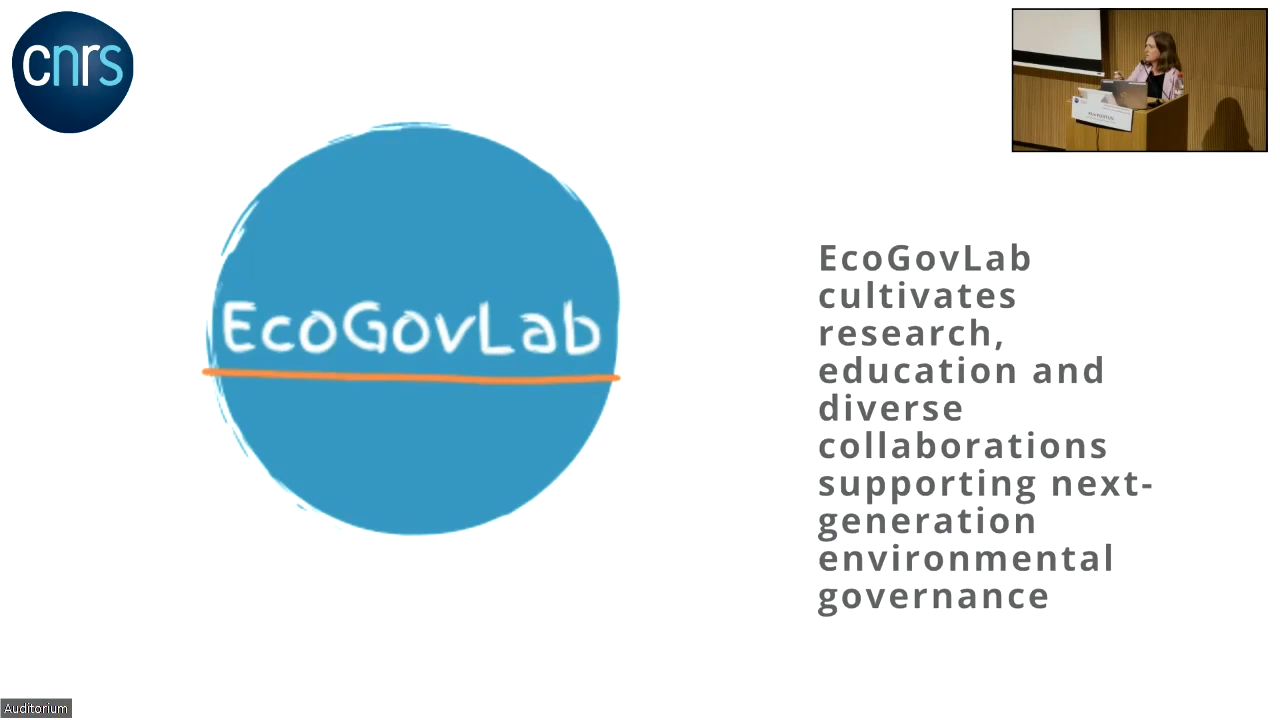 cnrs
EcoGovLab
EcoGovLab
cultivates
research,
education and
diverse
collaborations
supporting next-
generation
environmental
governance
Auditorium